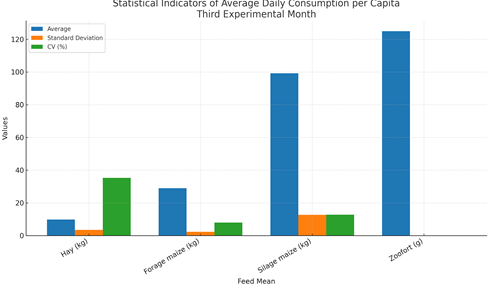 Statistical Indicators of Average Daily Consumption per Capita
Third Experimental Month
Average
Standard Deviation
CV (%)
Values
120
100
80
60
40
20
0
Hay (kg)
Forage maize (kg)
Silage maize (kg)
Zoofort (g)
Feed Mean